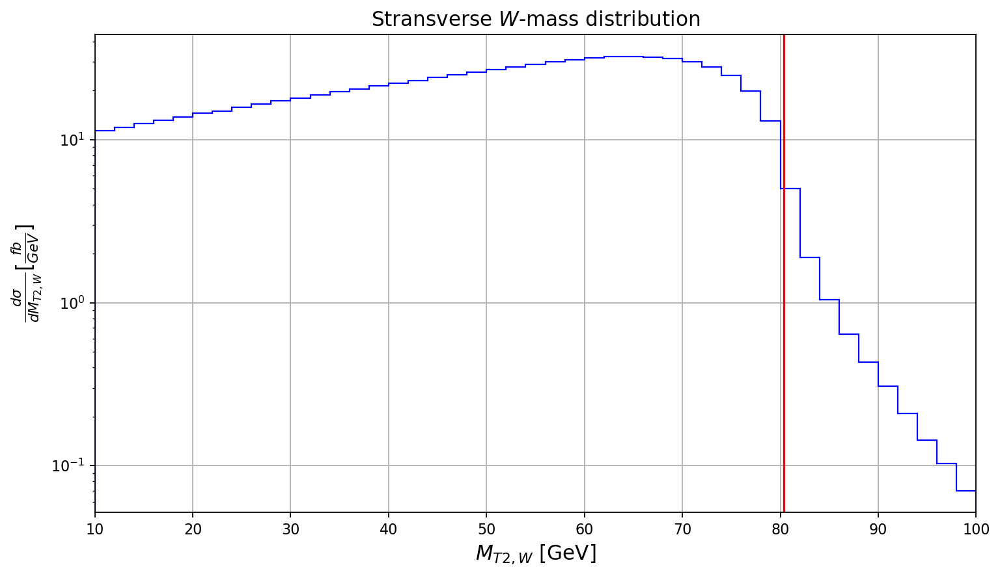 Stransverse W-mass distribution
10¹
10⁰
10⁻¹
dσ/dM_{T2,W} [fb/GeV]
10 20 30 40 50 60 70 80 90 100
M_{T2,W} [GeV]